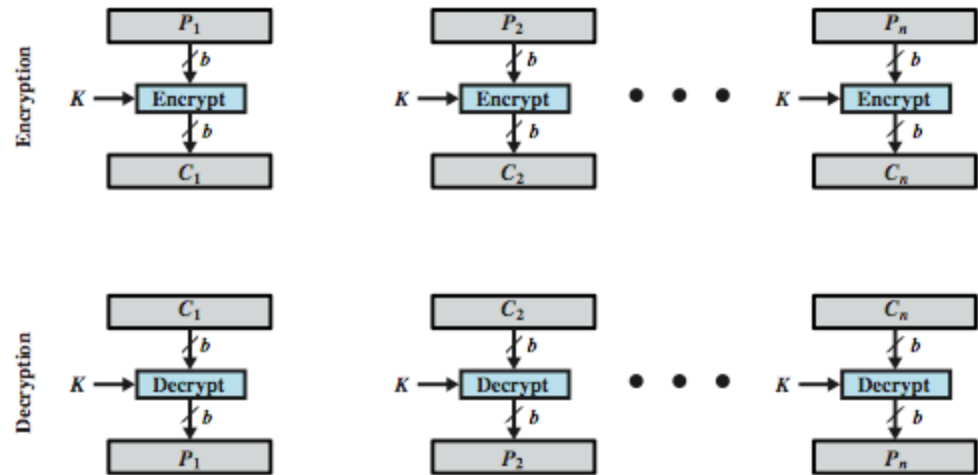 Encryption
P1 P2 Pn
b b b
K Encrypt K Encrypt K Encrypt
b b b
C1 C2 Cn
Decryption
C1 C2 Cn
b b b
K Decrypt K Decrypt K Decrypt
b b b
P1 P2 Pn